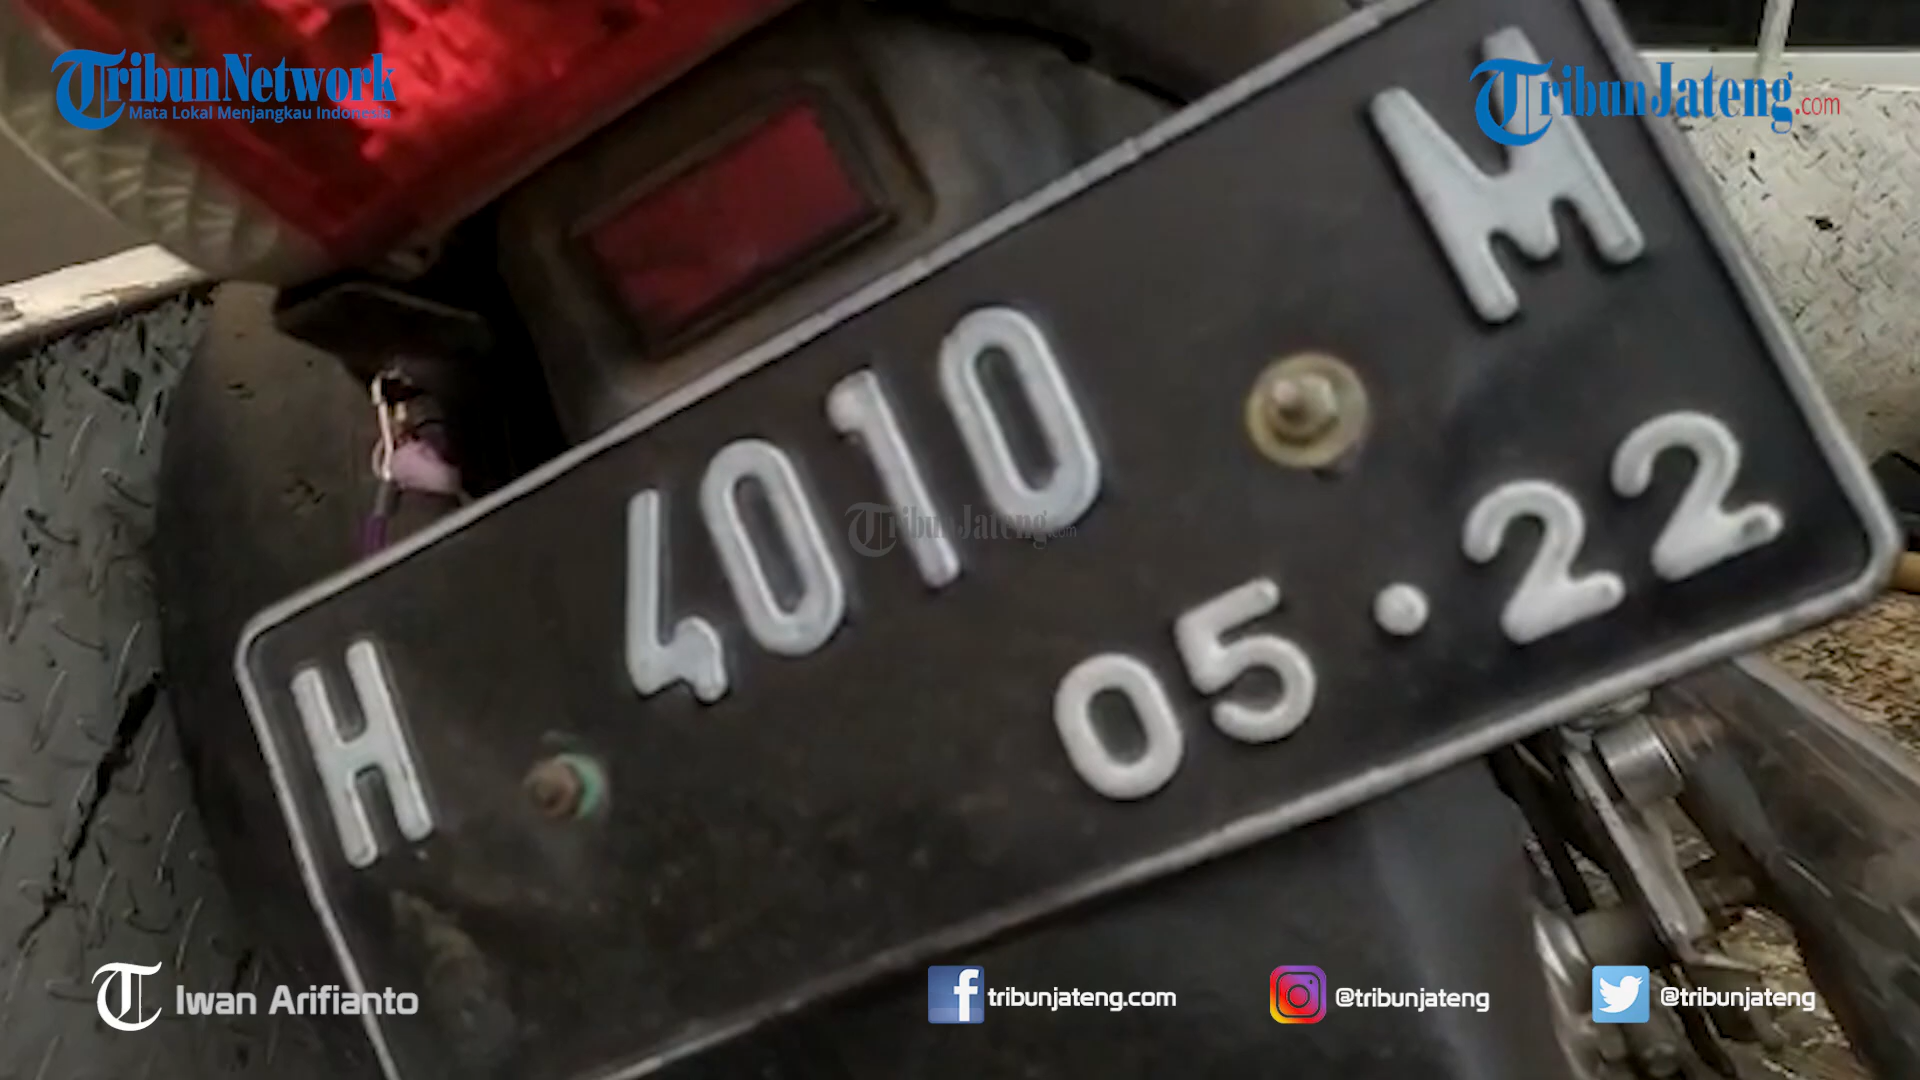 TribunNetwork
Mata Lokal Menjangkau Indonesia
TribunJateng.com
H 4010 M
05·22
TribunJateng.com
Iwan Arifianto
tribunjateng.com
@tribunjateng
@tribunjateng